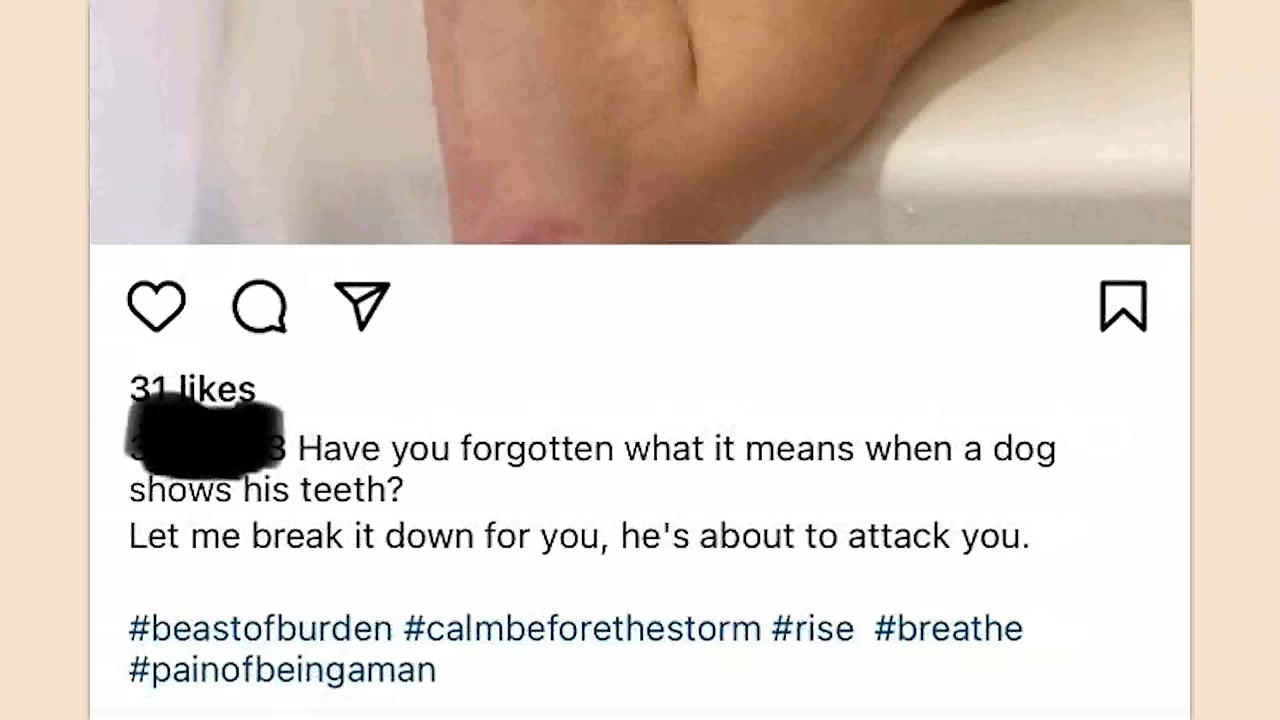 31 likes
Have you forgotten what it means when a dog
shows his teeth?
Let me break it down for you, he's about to attack you.
#beastofburden #calmbeforethestorm #rise #breathe
#painofbeingaman